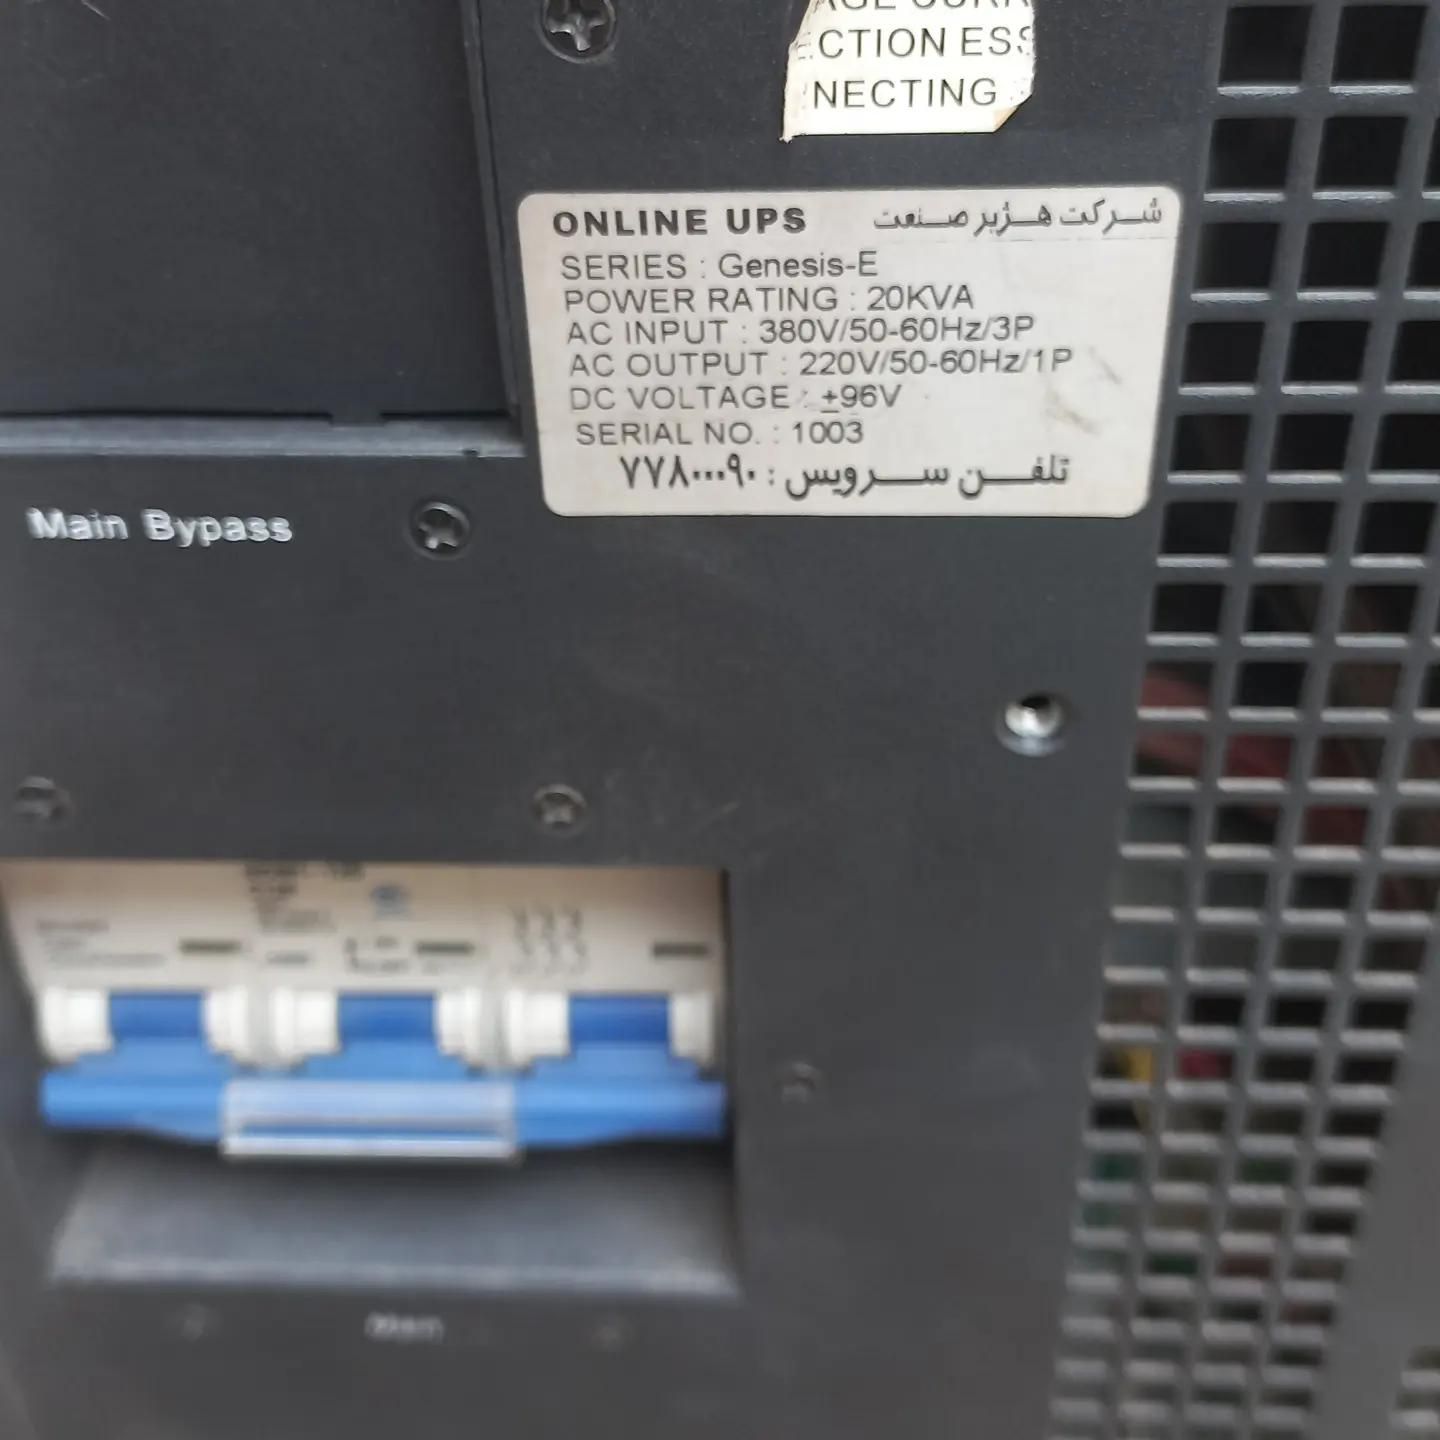 CTION ESS
NECTING
ONLINE UPS شرکت هژبر صنعت
SERIES : Genesis-E
POWER RATING : 20KVA
AC INPUT : 380V/50-60Hz/3P
AC OUTPUT : 220V/50-60Hz/1P
DC VOLTAGE : ±96V
SERIAL NO. : 1003
تلفن سرویس : ۷۷۸۰۰۰۹۰
Main Bypass
Main